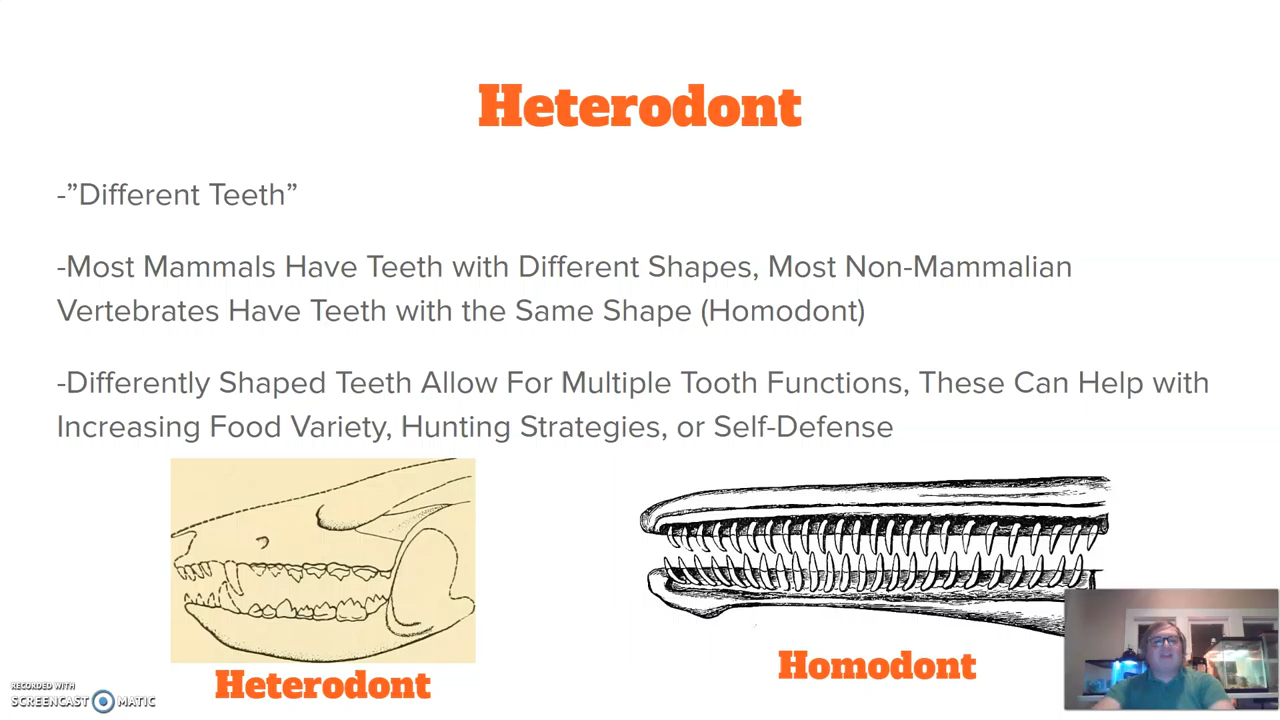 Heterodont
-”Different Teeth”
-Most Mammals Have Teeth with Different Shapes, Most Non-Mammalian
Vertebrates Have Teeth with the Same Shape (Homodont)
-Differently Shaped Teeth Allow For Multiple Tooth Functions, These Can Help with
Increasing Food Variety, Hunting Strategies, or Self-Defense
Heterodont
Homodont
RECORDED WITH
SCREENCAST MATIC